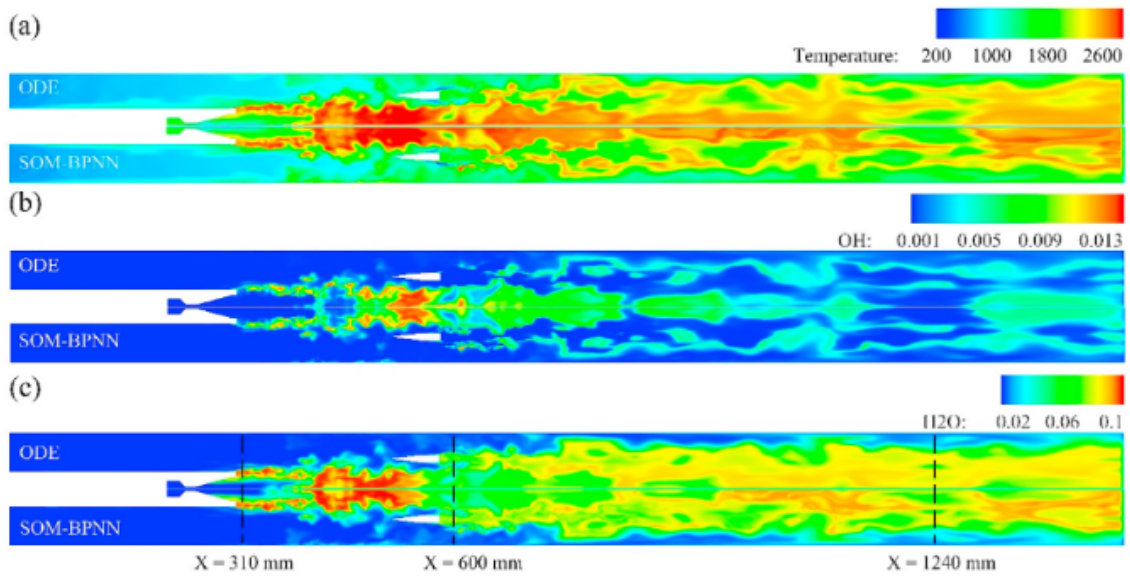 (a)
Temperature: 200 1000 1800 2600
ODE
SOM-BPNN
(b)
OH: 0.001 0.005 0.009 0.013
ODE
SOM-BPNN
(c)
H2O: 0.02 0.06 0.1
ODE
SOM-BPNN
X = 310 mm X = 600 mm X = 1240 mm